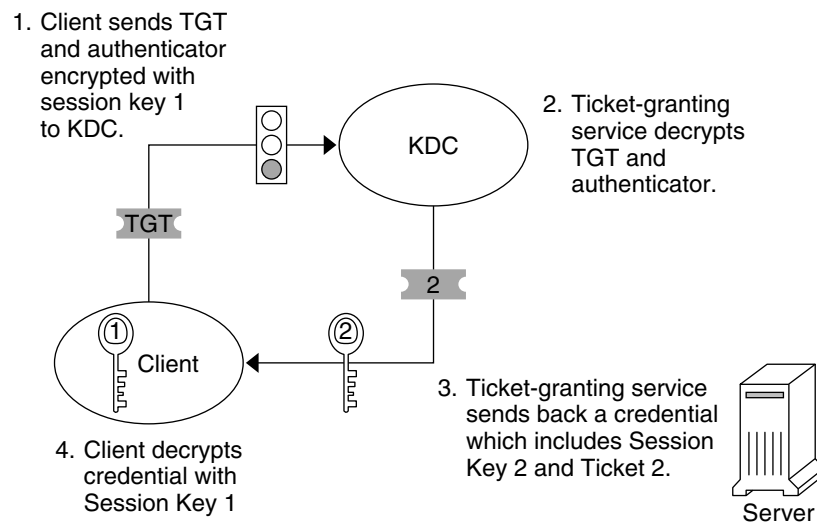 1. Client sends TGT
and authenticator
encrypted with
session key 1
to KDC.
KDC
2. Ticket-granting
service decrypts
TGT and
authenticator.
TGT
2
1
Client
2
3. Ticket-granting service
sends back a credential
which includes Session
Key 2 and Ticket 2.
4. Client decrypts
credential with
Session Key 1
Server